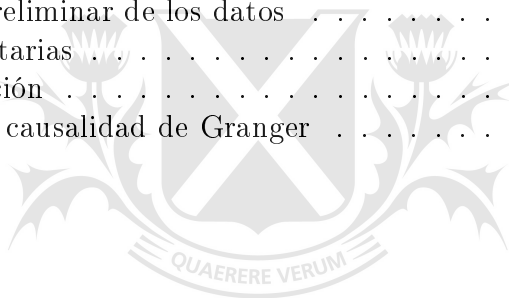 reliminar de los datos . . . . . . . .
tarias . . . . . . . . . . . . . . . . .
ción . . . . . . . . . . . . . . . . . .
causalidad de Granger . . . . . . .
QUAERERE VERUM